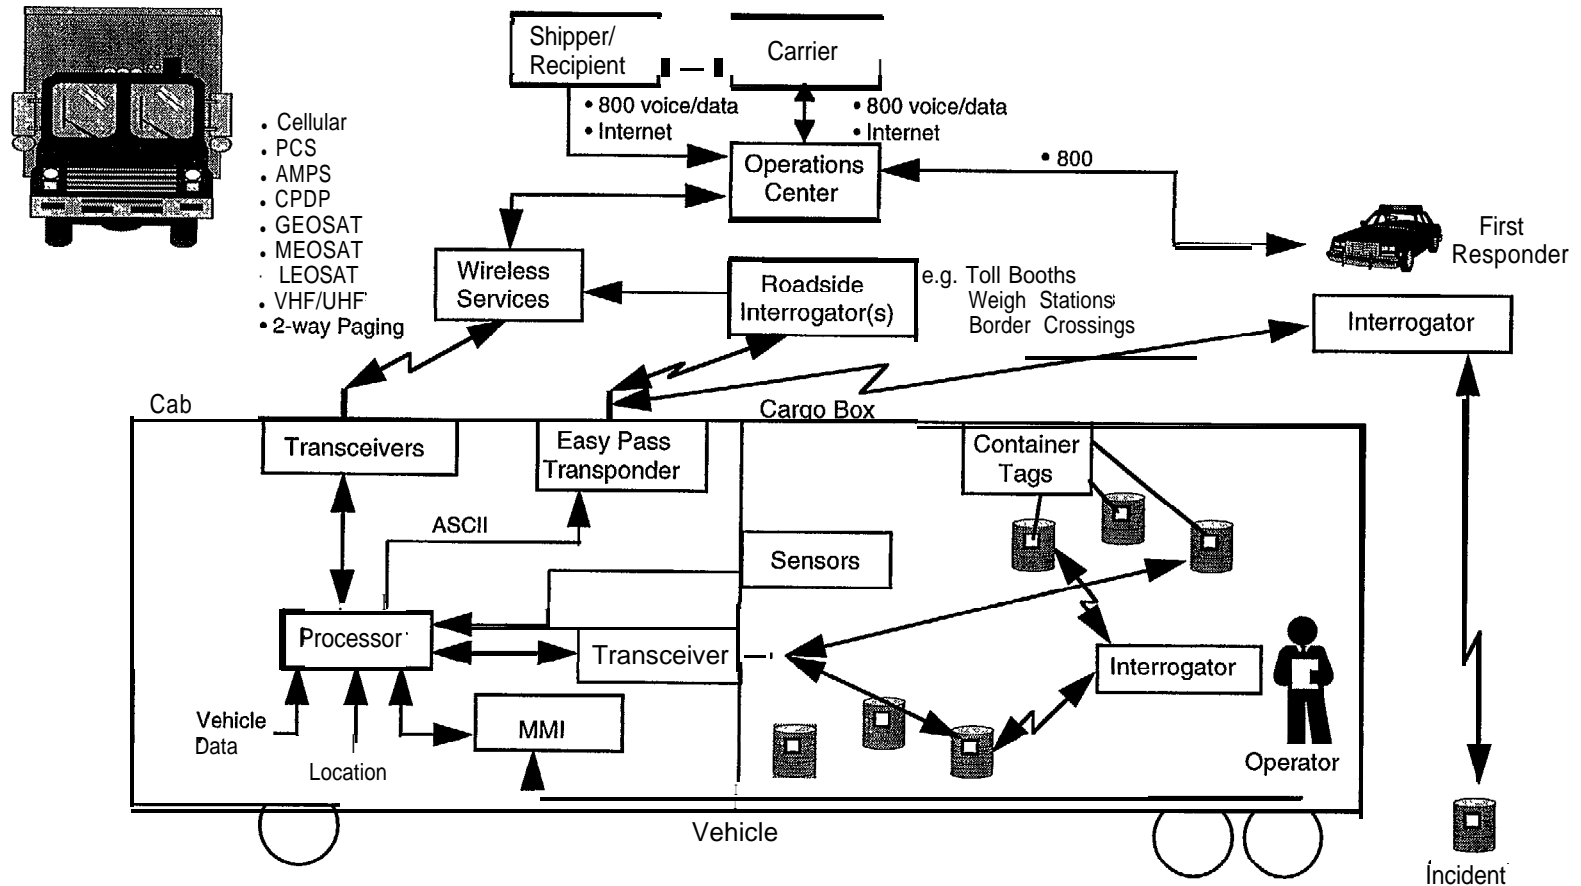 Shipper/
Recipient
Carrier
• 800 voice/data
• Internet
• 800 voice/data
• Internet
• Cellular
• PCS
• AMPS
• CPDP
• GEOSAT
• MEOSAT
LEOSAT
• VHF/UHF
• 2-way Paging
Operations
Center
• 800
First
Responder
Wireless
Services
Roadside
Interrogator(s)
e.g. Toll Booths
Weigh Stations
Border Crossings
Interrogator
Cab
Cargo Box
Transceivers
Easy Pass
Transponder
Container
Tags
ASCII
Sensors
Processor
Transceiver
Interrogator
Vehicle
Data
Location
MMI
Operator
Vehicle
Incident